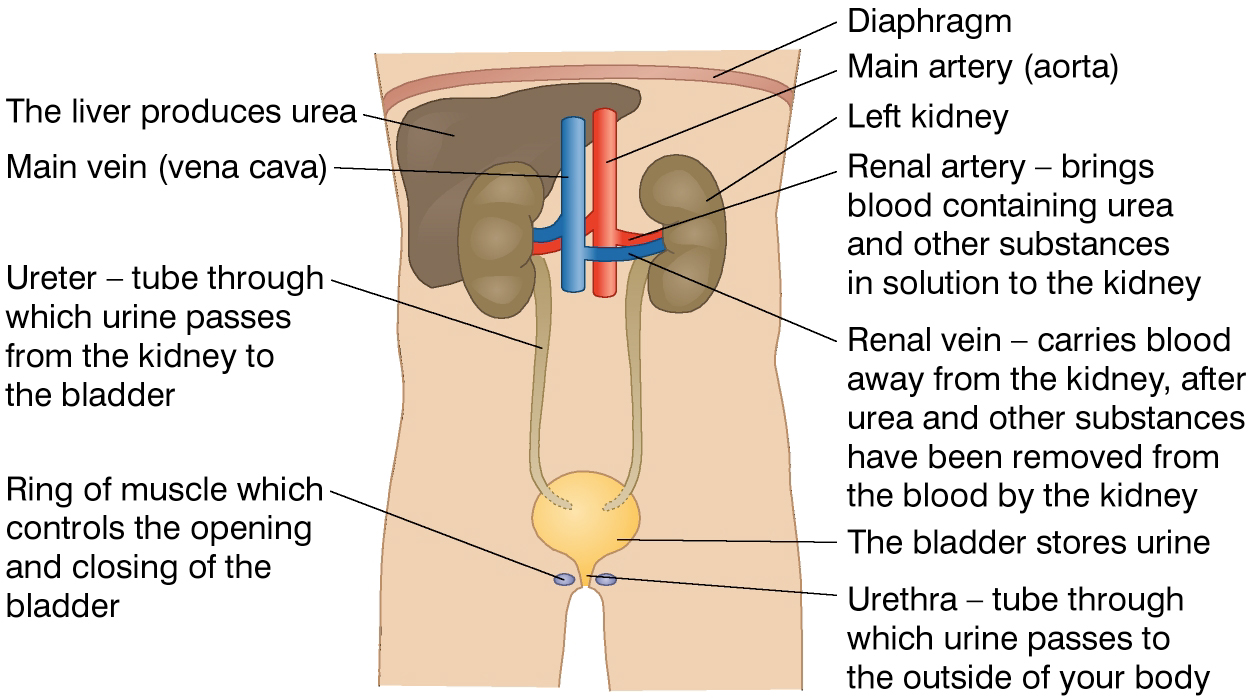 The liver produces urea
Main vein (vena cava)
Ureter – tube through
which urine passes
from the kidney to
the bladder
Ring of muscle which
controls the opening
and closing of the
bladder
Diaphragm
Main artery (aorta)
Left kidney
Renal artery – brings
blood containing urea
and other substances
in solution to the kidney
Renal vein – carries blood
away from the kidney, after
urea and other substances
have been removed from
the blood by the kidney
The bladder stores urine
Urethra – tube through
which urine passes to
the outside of your body